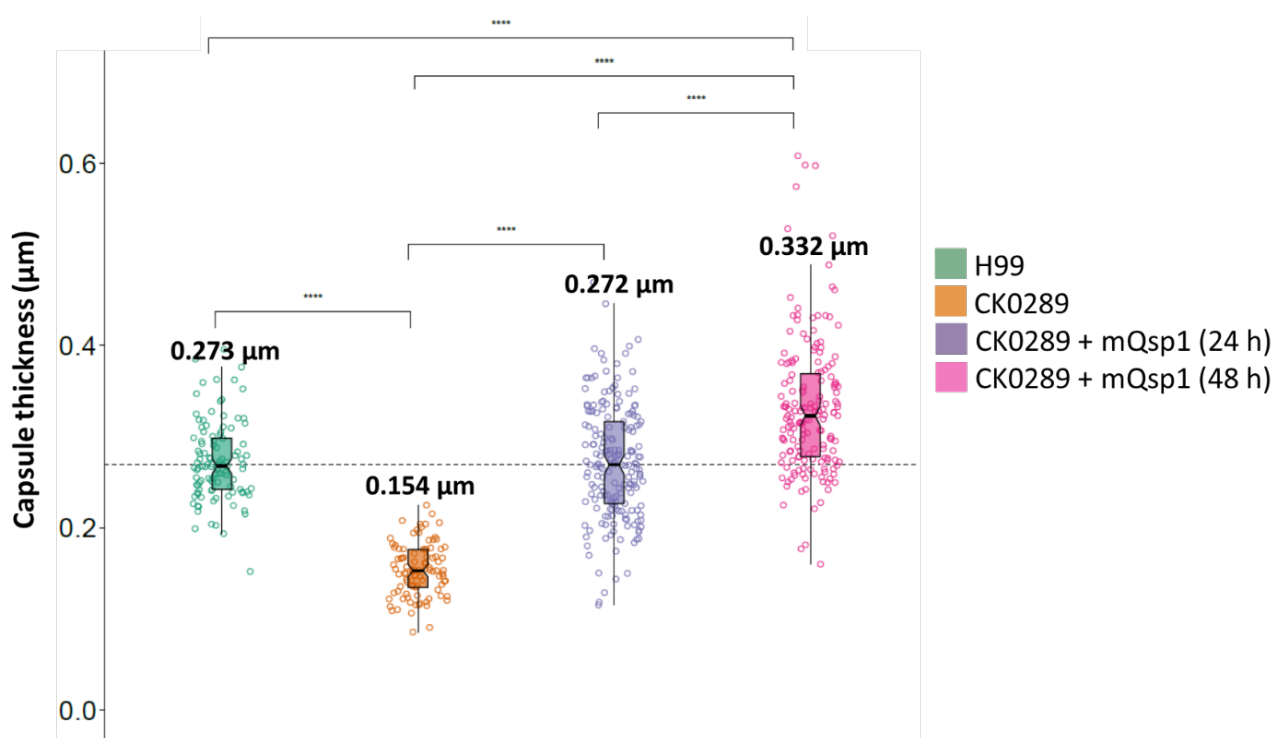 ****
****
****
0.6
0.332 µm
****
0.272 µm
****
0.4
0.273 µm
0.154 µm
0.2
0.0
Capsule thickness (µm)
H99
CK0289
CK0289 + mQsp1 (24 h)
CK0289 + mQsp1 (48 h)